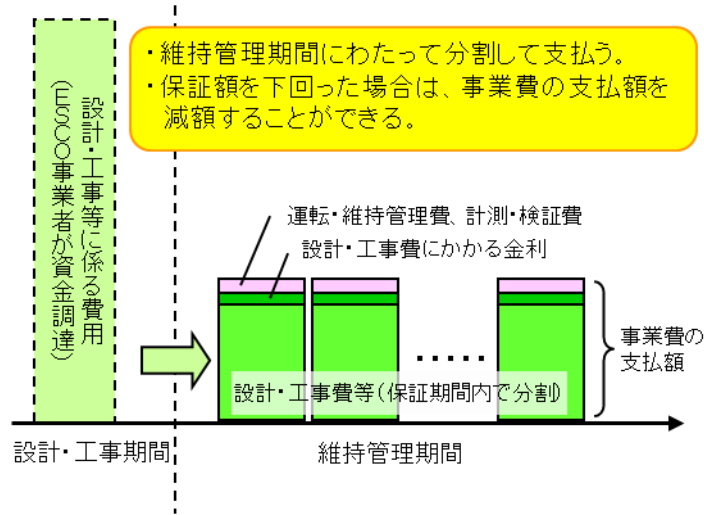 ・維持管理期間にわたって分割して支払う。
・保証額を下回った場合は、事業費の支払額を
減額することができる。
設計・工事等に係る費用
(ESCO事業者が資金調達)
運転・維持管理費、計測・検証費
設計・工事費にかかる金利
・・・・・
事業費の
支払額
設計・工事費等(保証期間内で分割)
設計・工事期間
維持管理期間